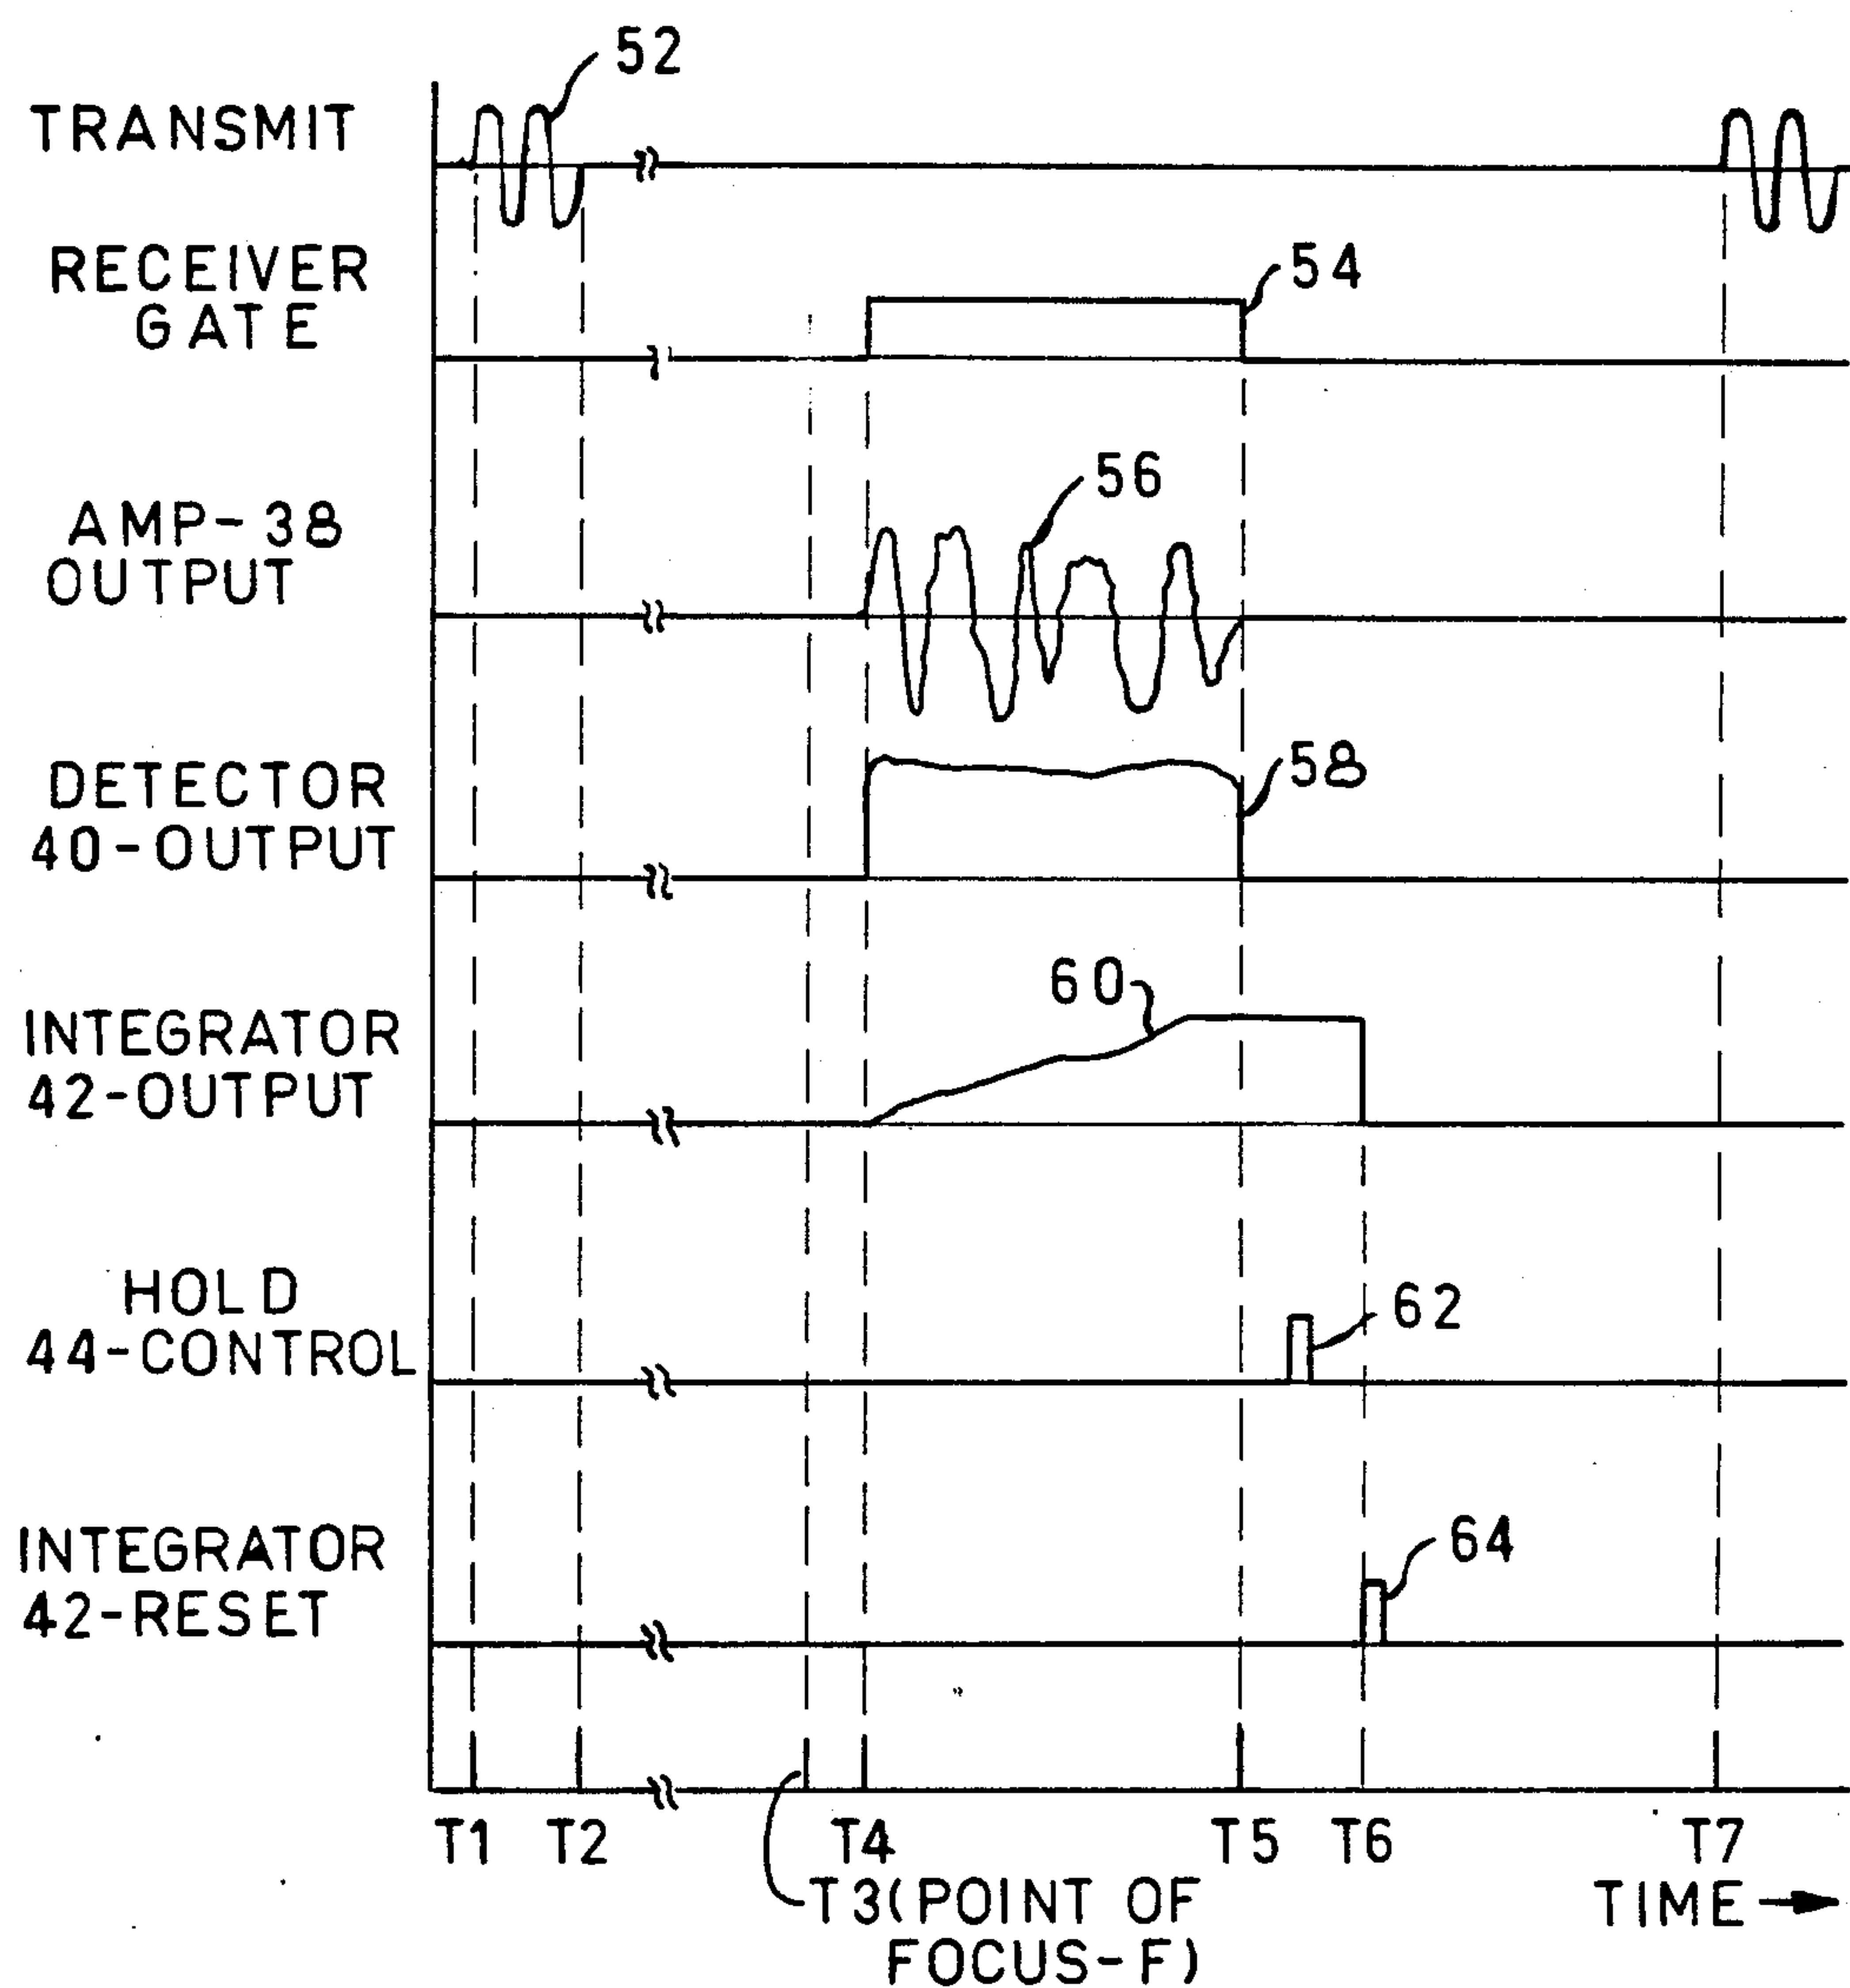 52
TRANSMIT
RECEIVER
GATE
54
AMP-38
OUTPUT
56
DETECTOR
40-OUTPUT
58
INTEGRATOR
42-OUTPUT
60
HOLD
44-CONTROL
62
INTEGRATOR
42-RESET
64
T1 T2 T4 T5 T6 T7
T3(POINT OF
FOCUS-F)
TIME